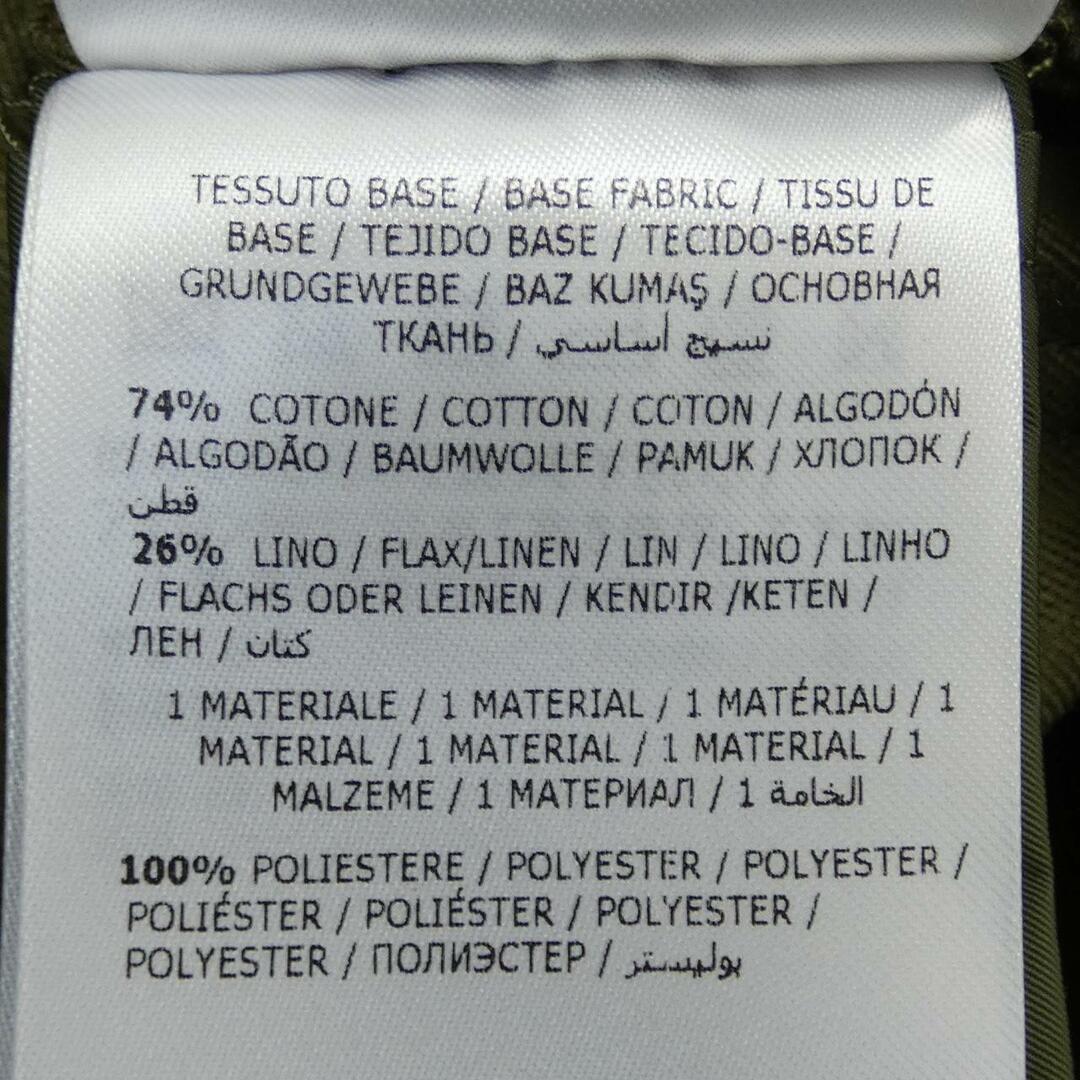 TESSUTO BASE / BASE FABRIC / TISSU DE
BASE / TEJIDO BASE / TECIDO-BASE /
GRUNDGEWEBE / BAZ KUMAŞ / ОСНОВНАЯ
ТКАНЬ / نسيج أساسي
74% COTONE / COTTON / COTON / ALGODÓN
/ ALGODÃO / BAUMWOLLE / PAMUK / ХЛОПОК /
قطن
26% LINO / FLAX/LINEN / LIN / LINO / LINHO
/ FLACHS ODER LEINEN / KENDIR /KETEN /
ЛЕН / كتان
1 MATERIALE / 1 MATERIAL / 1 MATÉRIAU / 1
MATERIAL / 1 MATERIAL / 1 MATERIAL / 1
MALZEME / 1 МАТЕРИАЛ / 1 الخامة
100% POLIESTERE / POLYESTER / POLYESTER /
POLIÉSTER / POLIÉSTER / POLYESTER /
POLYESTER / ПОЛИЭСТЕР / بوليستر